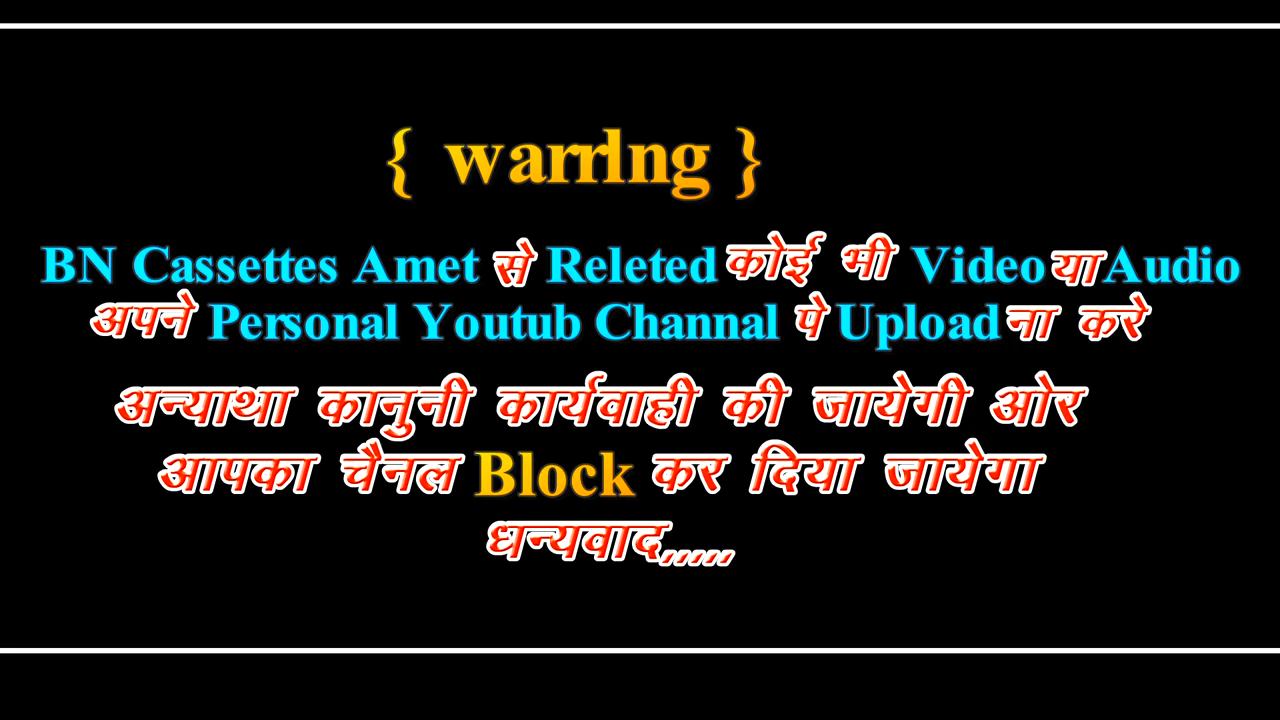 { warrIng }
BN Cassettes Amet से Releted कोई भी Video या Audio
अपने Personal Youtub Channal पे Upload ना करे
अन्याथा कानुनी कार्यवाही की जायेगी ओर
आपका चैनल Block कर दिया जायेगा
धन्यवाद,,,,,